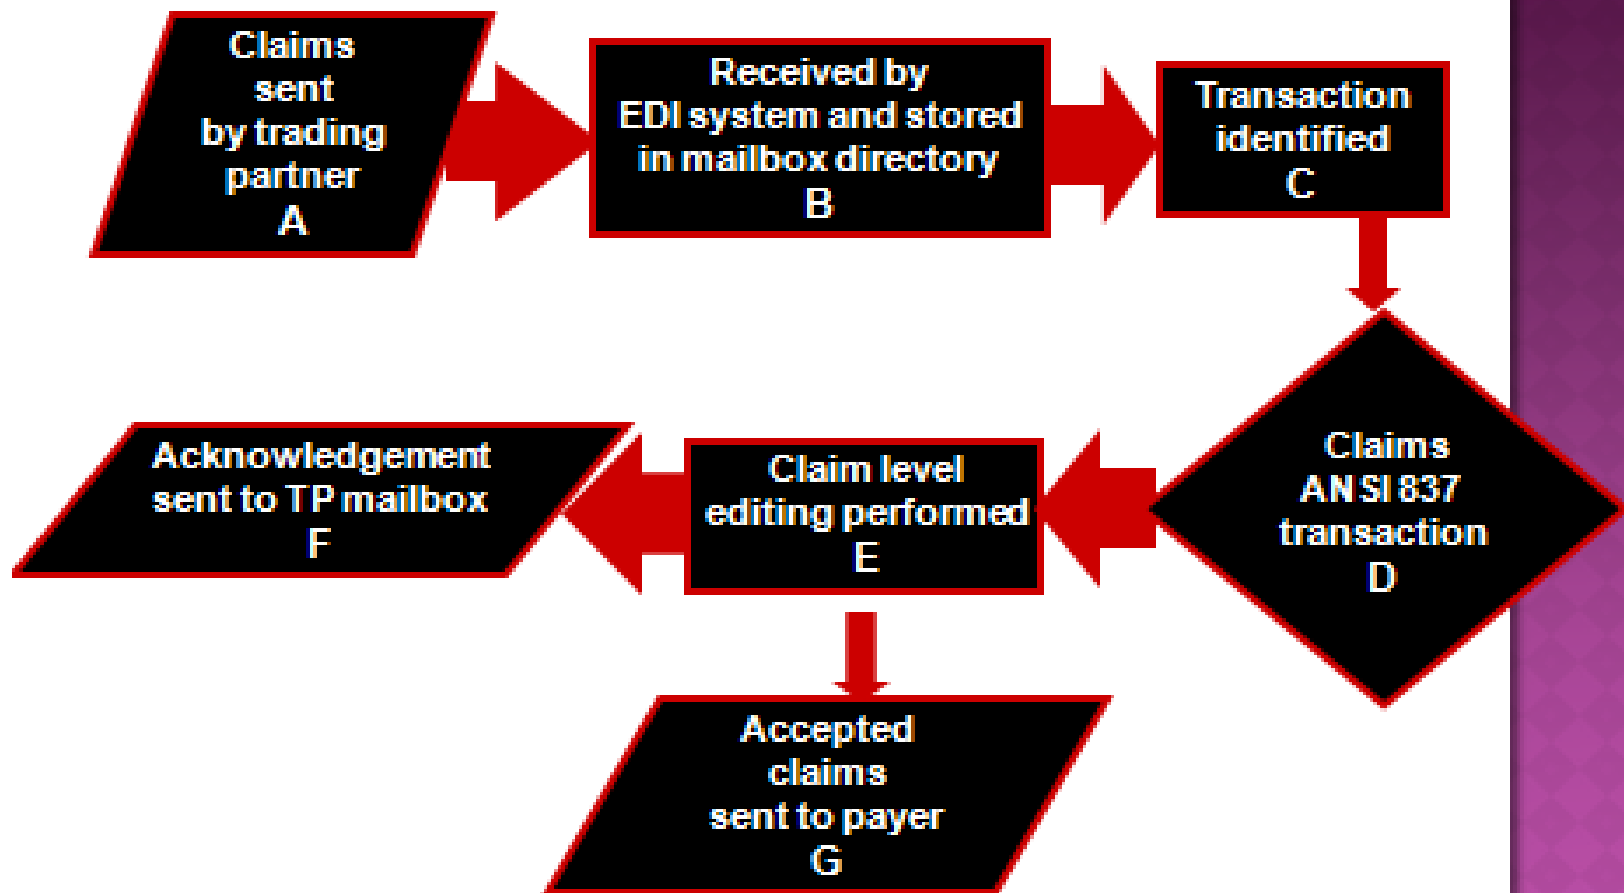 Claims
sent
by trading
partner
A
Received by
EDI system and stored
in mailbox directory
B
Transaction
identified
C
Claims
ANSI 837
transaction
D
Claim level
editing performed
E
Acknowledgement
sent to TP mailbox
F
Accepted
claims
sent to payer
G